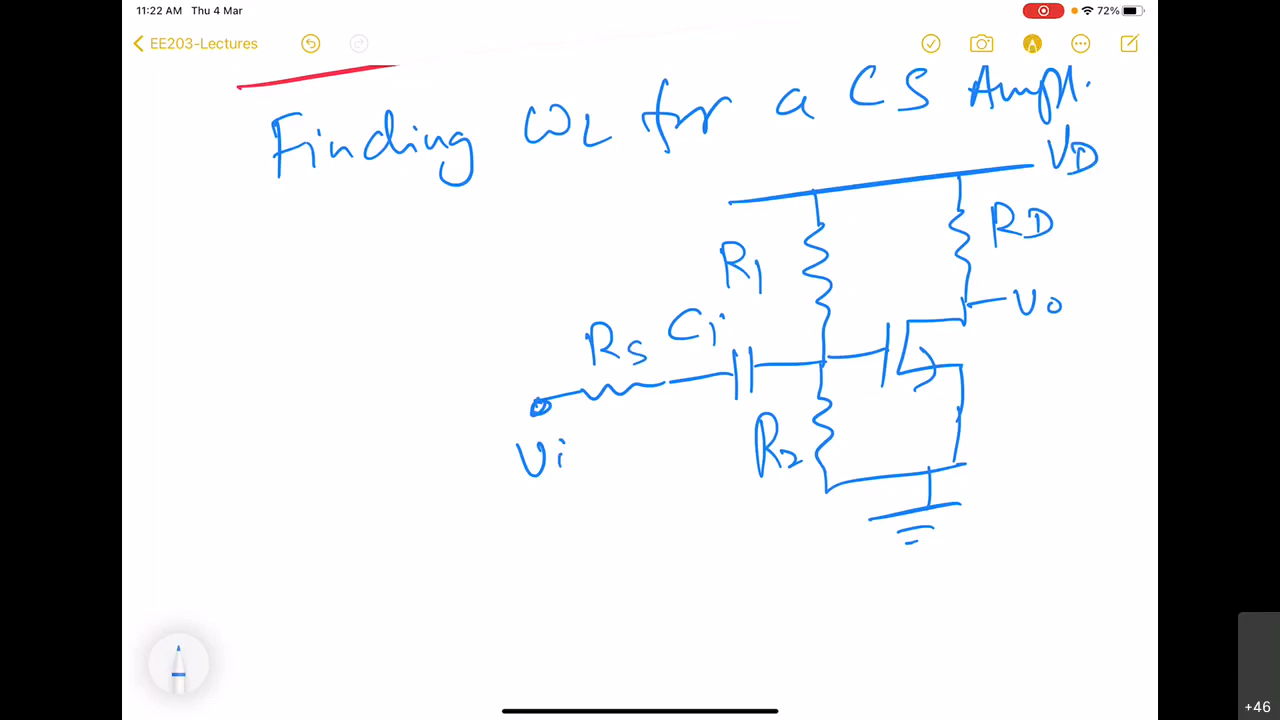 11:22 AM Thu 4 Mar
72%
EE203-Lectures
Finding ωL for a CS Ampl.
VD
RD
R1
Vo
Rs Ci
R2
Vi
+46